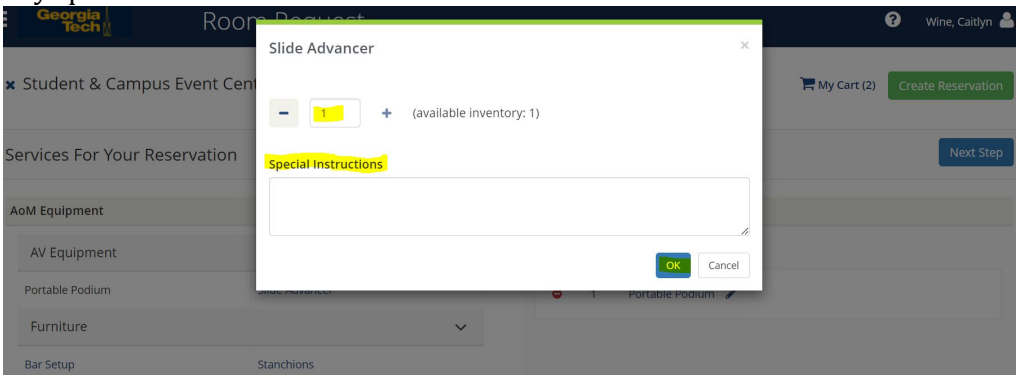 Georgia Tech
Room Request
Wine, Caitlyn
Slide Advancer
×
Student & Campus Event Cent
My Cart (2)
Create Reservation
- 1 + (available inventory: 1)
Services For Your Reservation
Next Step
Special Instructions
AoM Equipment
AV Equipment
OK
Cancel
Portable Podium
Slide Advancer
1 Portable Podium
Furniture
Bar Setup
Stanchions